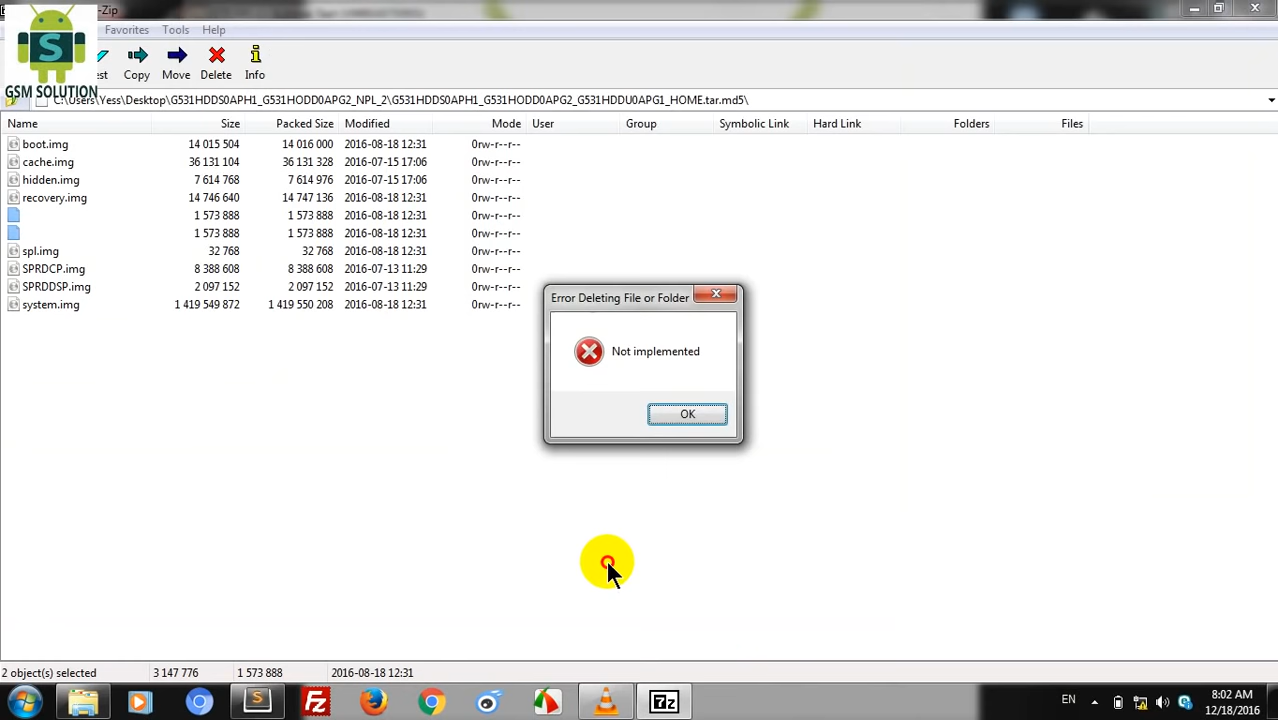 -Zip
Favorites Tools Help
est Copy Move Delete Info
GSM SOLUTION
S
C:\Users\Yess\Desktop\G531HDDS0APH1_G531HODD0APG2_NPL_2\G531HDDS0APH1_G531HODD0APG2_G531HDDU0APG1_HOME.tar.md5\
Name Size Packed Size Modified Mode User Group Symbolic Link Hard Link Folders Files
boot.img 14 015 504 14 016 000 2016-08-18 12:31 0rw-r--r--
cache.img 36 131 104 36 131 328 2016-07-15 17:06 0rw-r--r--
hidden.img 7 614 768 7 614 976 2016-07-15 17:06 0rw-r--r--
recovery.img 14 746 640 14 747 136 2016-08-18 12:31 0rw-r--r--
1 573 888 1 573 888 2016-08-18 12:31 0rw-r--r--
1 573 888 1 573 888 2016-08-18 12:31 0rw-r--r--
spl.img 32 768 32 768 2016-08-18 12:31 0rw-r--r--
SPRDCP.img 8 388 608 8 388 608 2016-07-13 11:29 0rw-r--r--
SPRDDSP.img 2 097 152 2 097 152 2016-07-13 11:29 0rw-r--r--
system.img 1 419 549 872 1 419 550 208 2016-08-18 12:31 0rw-r--r--
Error Deleting File or Folder
Not implemented
OK
2 object(s) selected 3 147 776 1 573 888 2016-08-18 12:31
S Fz 7z EN 8:02 AM
12/18/2016